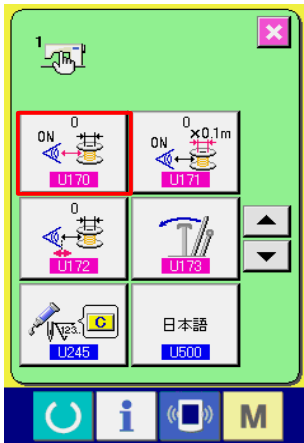 1
0
ON
U170
0
ON ×0.1m
U171
0
U172
U173
123.. C
U245
日本語
U500
i
M